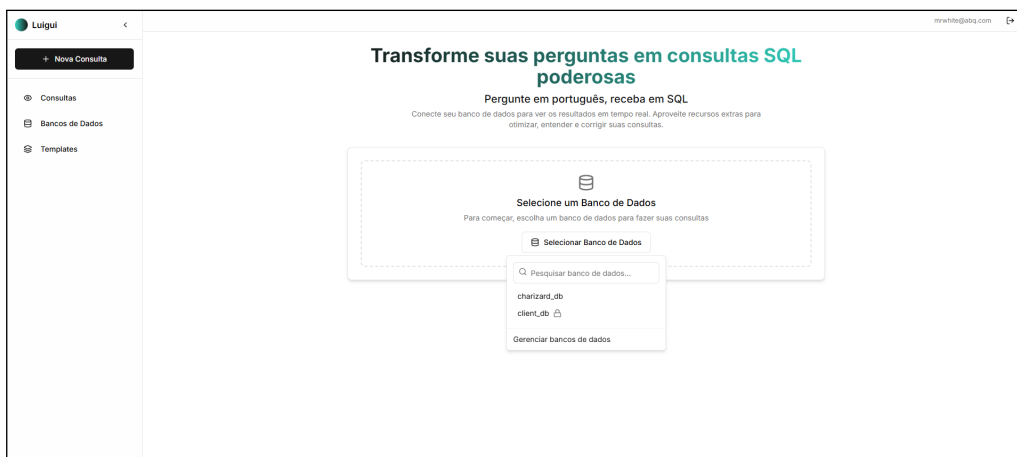 Luigui
mrwhite@abq.com
+ Nova Consulta
Consultas
Bancos de Dados
Templates
Transforme suas perguntas em consultas SQL
poderosas
Pergunte em português, receba em SQL
Conecte seu banco de dados para ver os resultados em tempo real. Aproveite recursos extras para
otimizar, entender e corrigir suas consultas.
Selecione um Banco de Dados
Para começar, escolha um banco de dados para fazer suas consultas
Selecionar Banco de Dados
Pesquisar banco de dados...
charizard_db
client_db
Gerenciar bancos de dados